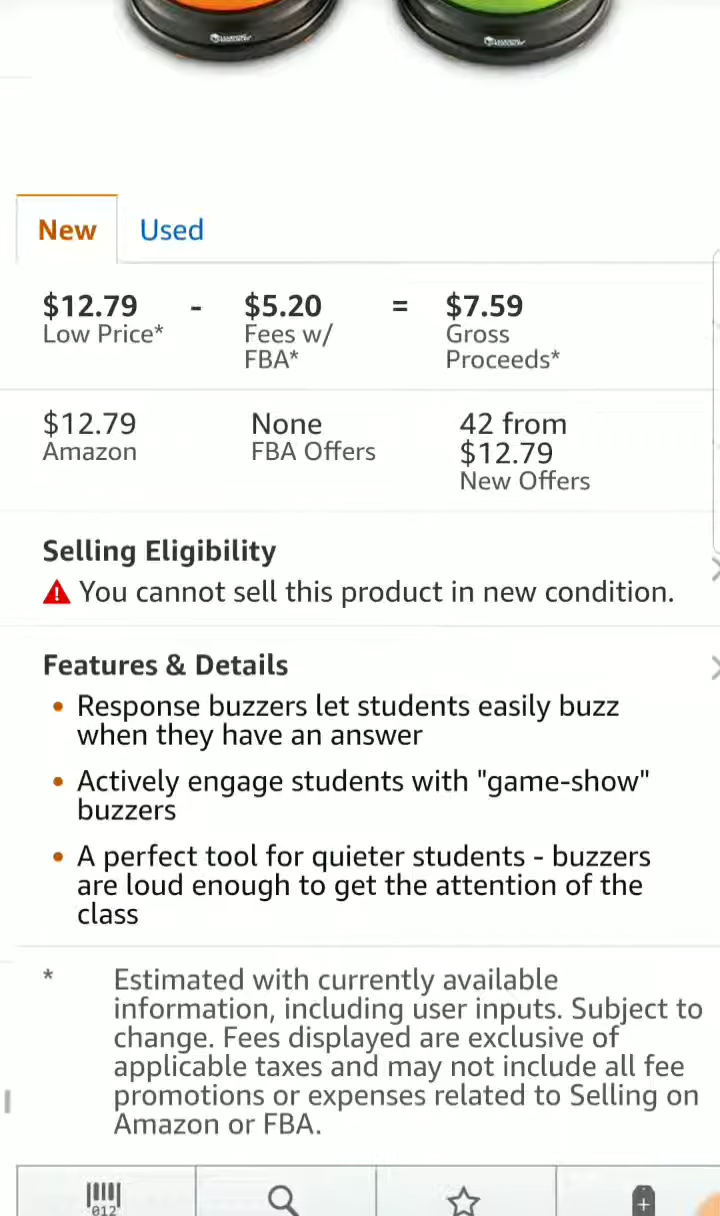 New Used
$12.79 - $5.20 = $7.59
Low Price* Fees w/ Gross
FBA* Proceeds*
$12.79 None 42 from
Amazon FBA Offers $12.79
New Offers
Selling Eligibility
You cannot sell this product in new condition.
Features & Details
• Response buzzers let students easily buzz
when they have an answer
• Actively engage students with "game-show"
buzzers
• A perfect tool for quieter students - buzzers
are loud enough to get the attention of the
class
* Estimated with currently available
information, including user inputs. Subject to
change. Fees displayed are exclusive of
applicable taxes and may not include all fee
promotions or expenses related to Selling on
Amazon or FBA.
012